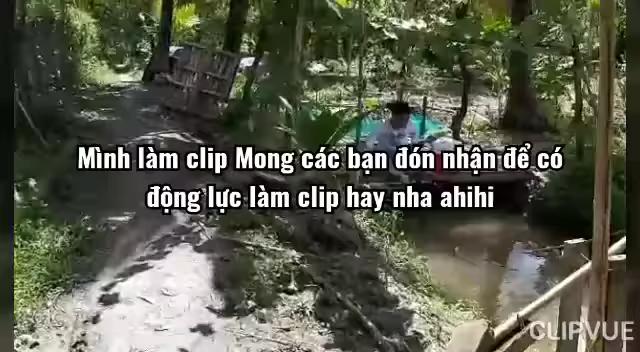 Mình làm clip Mong các bạn đón nhận để có
động lực làm clip hay nha ahihi
CLIPVUE